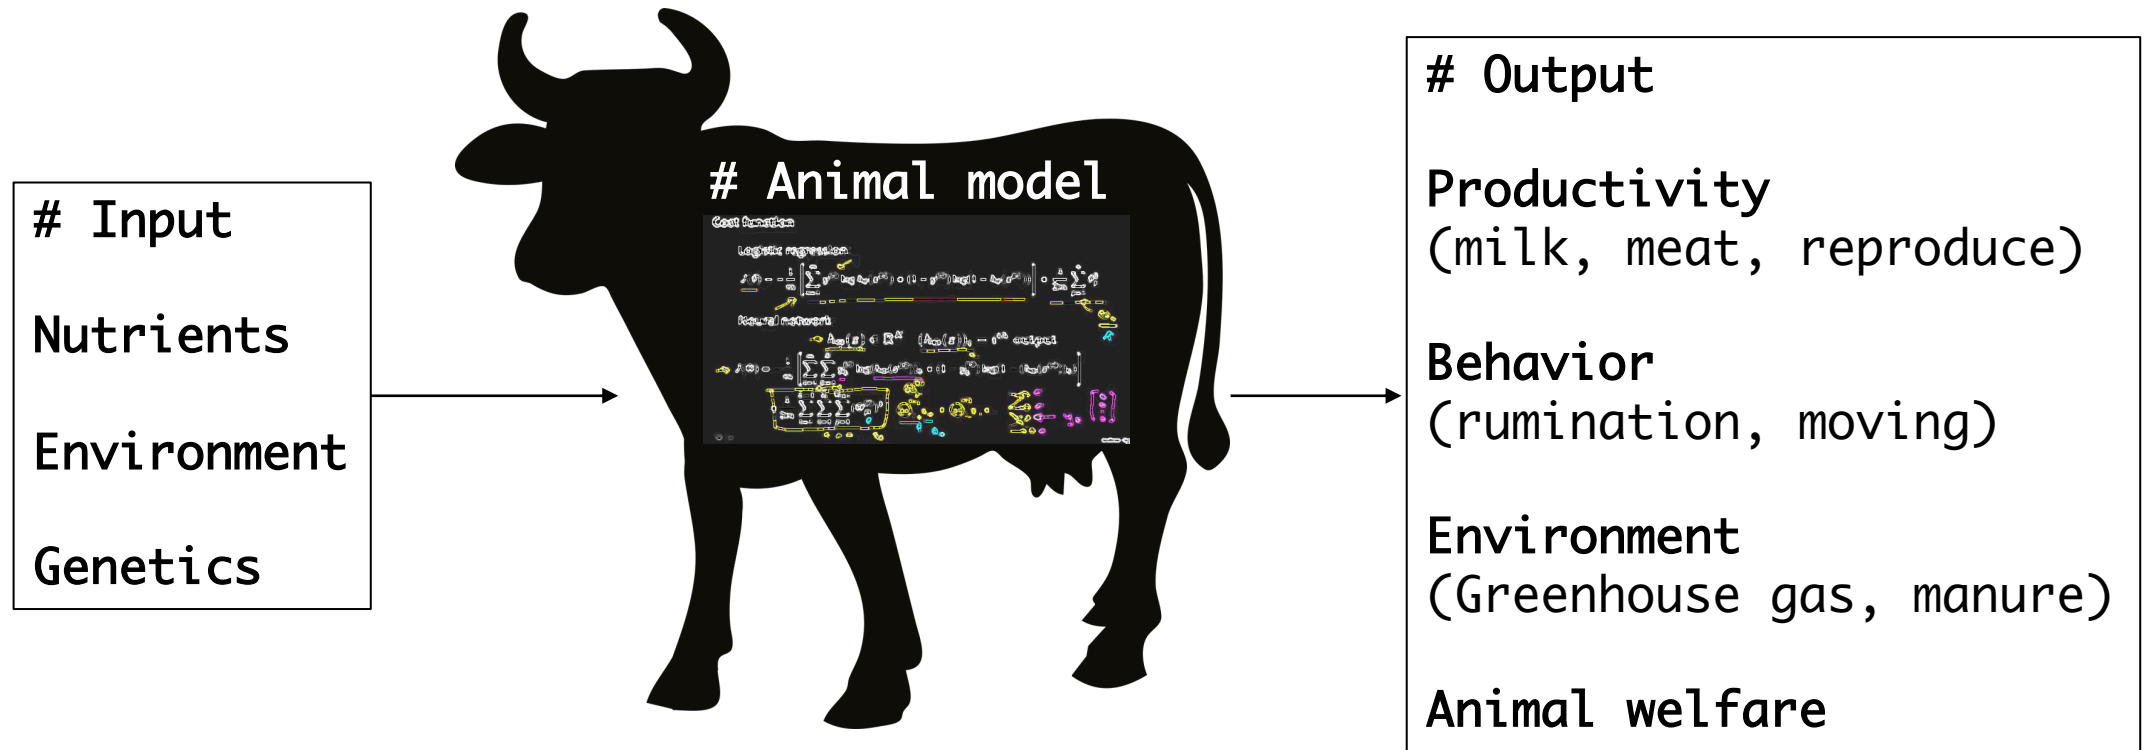 # Input
Nutrients
Environment
Genetics
# Animal model
Cost function
Logistic regression:
Neural network:
# Output
Productivity
(milk, meat, reproduce)
Behavior
(rumination, moving)
Environment
(Greenhouse gas, manure)
Animal welfare